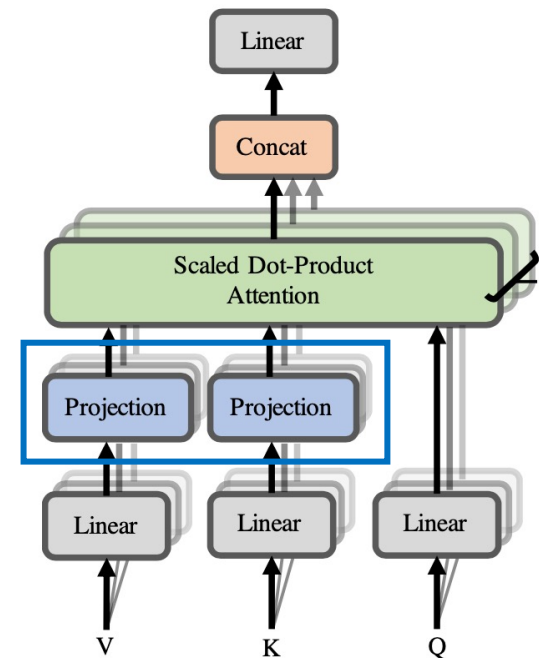 Linear
Concat
Scaled Dot-Product
Attention
Projection Projection
Linear Linear Linear
V K Q